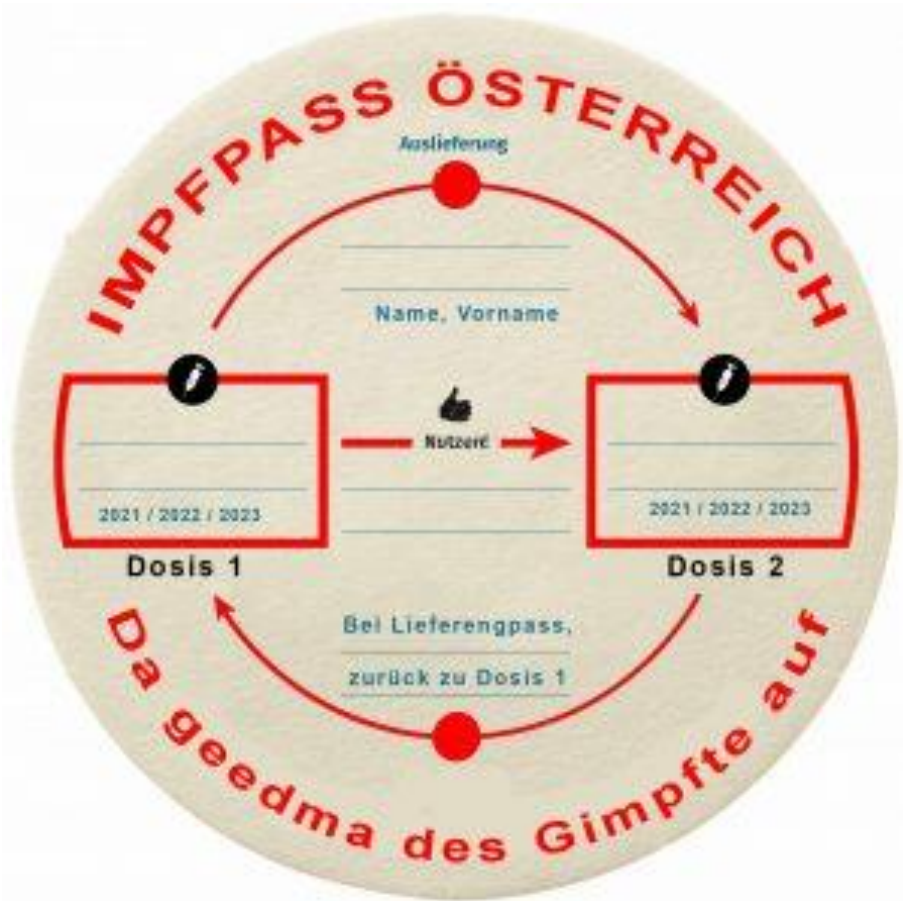 IMPFPASS ÖSTERREICH
Auslieferung
Name, Vorname
Nutzen!
2021 / 2022 / 2023
Dosis 1
2021 / 2022 / 2023
Dosis 2
Bei Lieferengpass,
zurück zu Dosis 1
Da geedma des Gimpfte auf